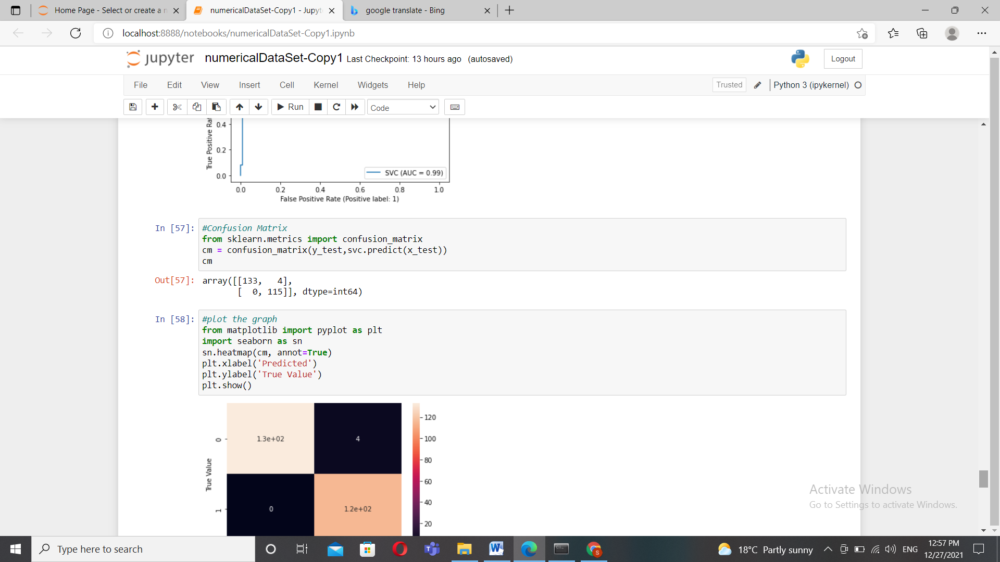 Home Page - Select or create a n
numericalDataSet-Copy1 - Jupyte
google translate - Bing
localhost:8888/notebooks/numericalDataSet-Copy1.ipynb
jupyter numericalDataSet-Copy1 Last Checkpoint: 13 hours ago (autosaved)
Logout
File Edit View Insert Cell Kernel Widgets Help
Trusted Python 3 (ipykernel)
Run Code
True Positive Rat
0.4
0.2
0.0
SVC (AUC = 0.99)
0.0 0.2 0.4 0.6 0.8 1.0
False Positive Rate (Positive label: 1)
In [57]: #Confusion Matrix
from sklearn.metrics import confusion_matrix
cm = confusion_matrix(y_test,svc.predict(x_test))
cm
Out[57]: array([[133,   4],
       [  0, 115]], dtype=int64)
In [58]: #plot the graph
from matplotlib import pyplot as plt
import seaborn as sn
sn.heatmap(cm, annot=True)
plt.xlabel('Predicted')
plt.ylabel('True Value')
plt.show()
True Value
0
1
1.3e+02 4
0 1.2e+02
120
100
80
60
40
20
Activate Windows
Go to Settings to activate Windows.
Type here to search
18°C Partly sunny
ENG
12:57 PM
12/27/2021